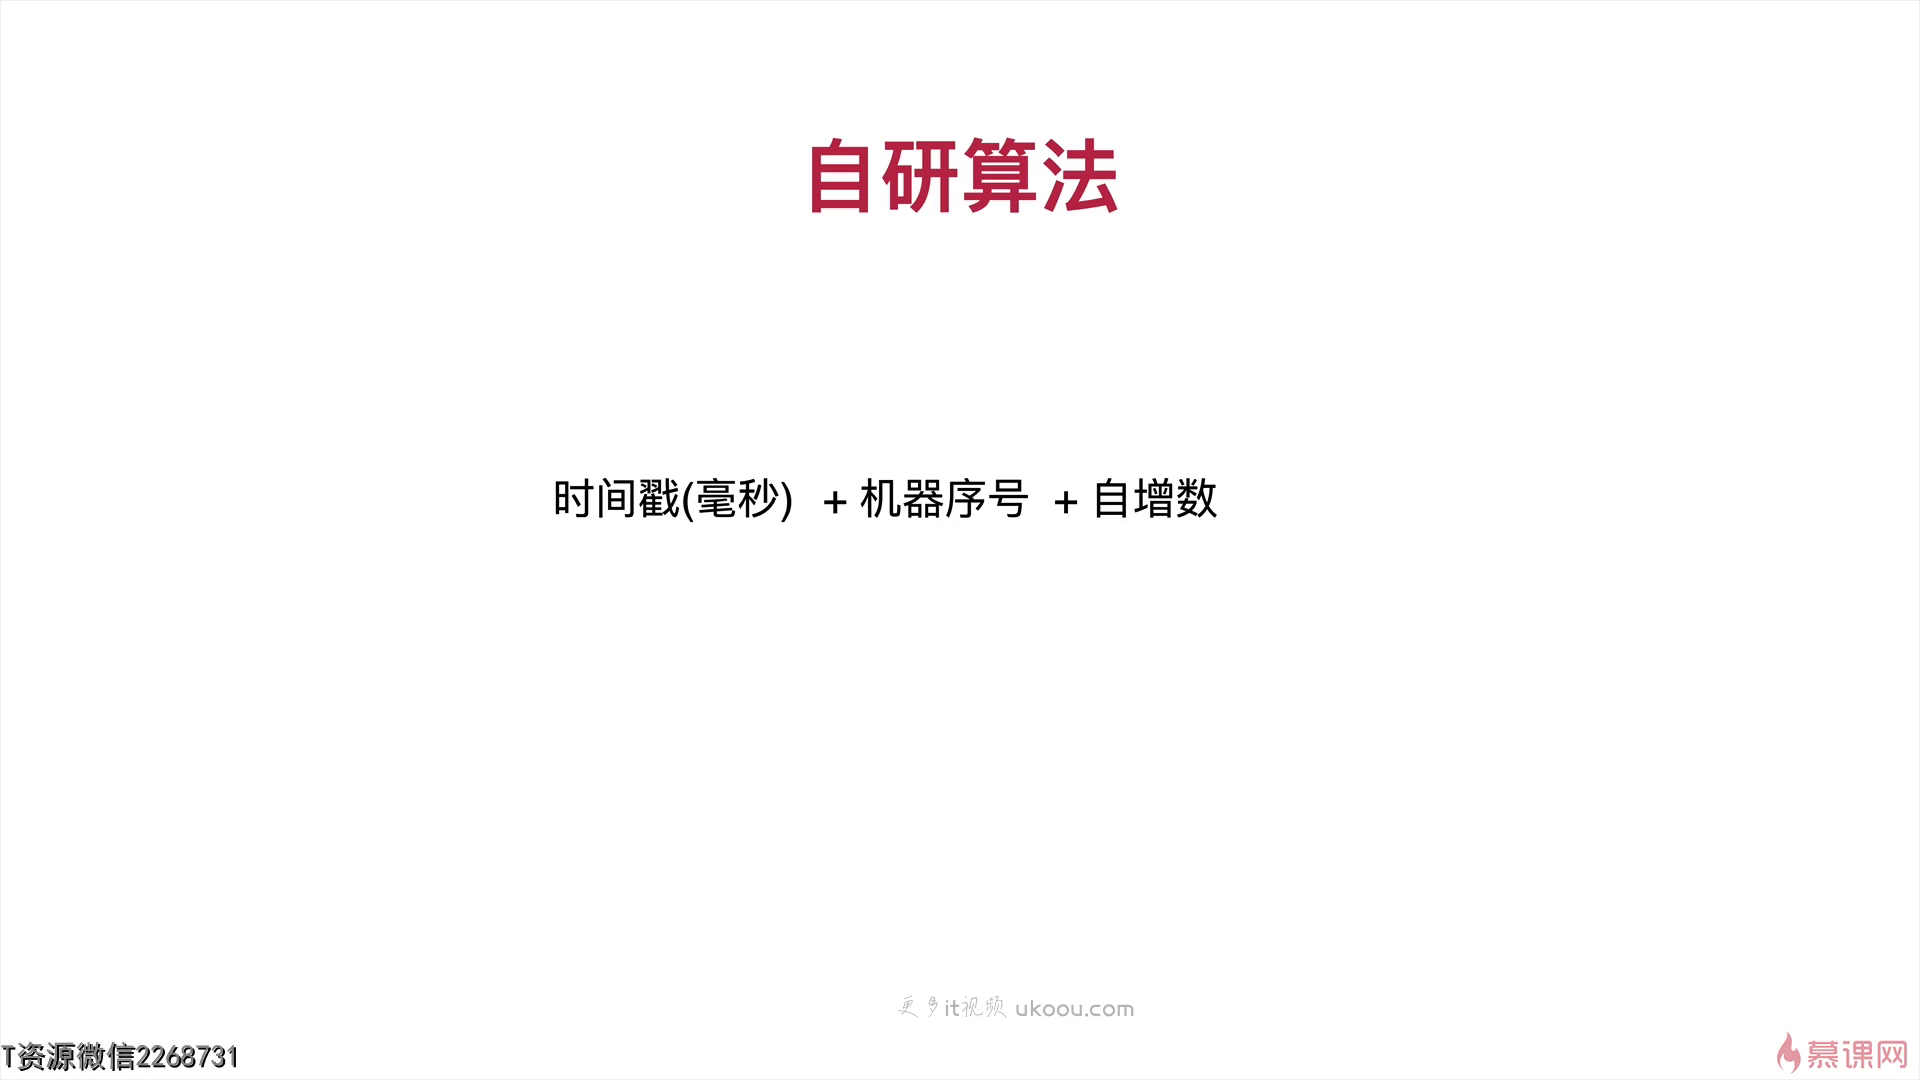 自研算法
时间戳(毫秒) + 机器序号 + 自增数
更多it视频 ukoou.com
T资源微信2268731
慕课网